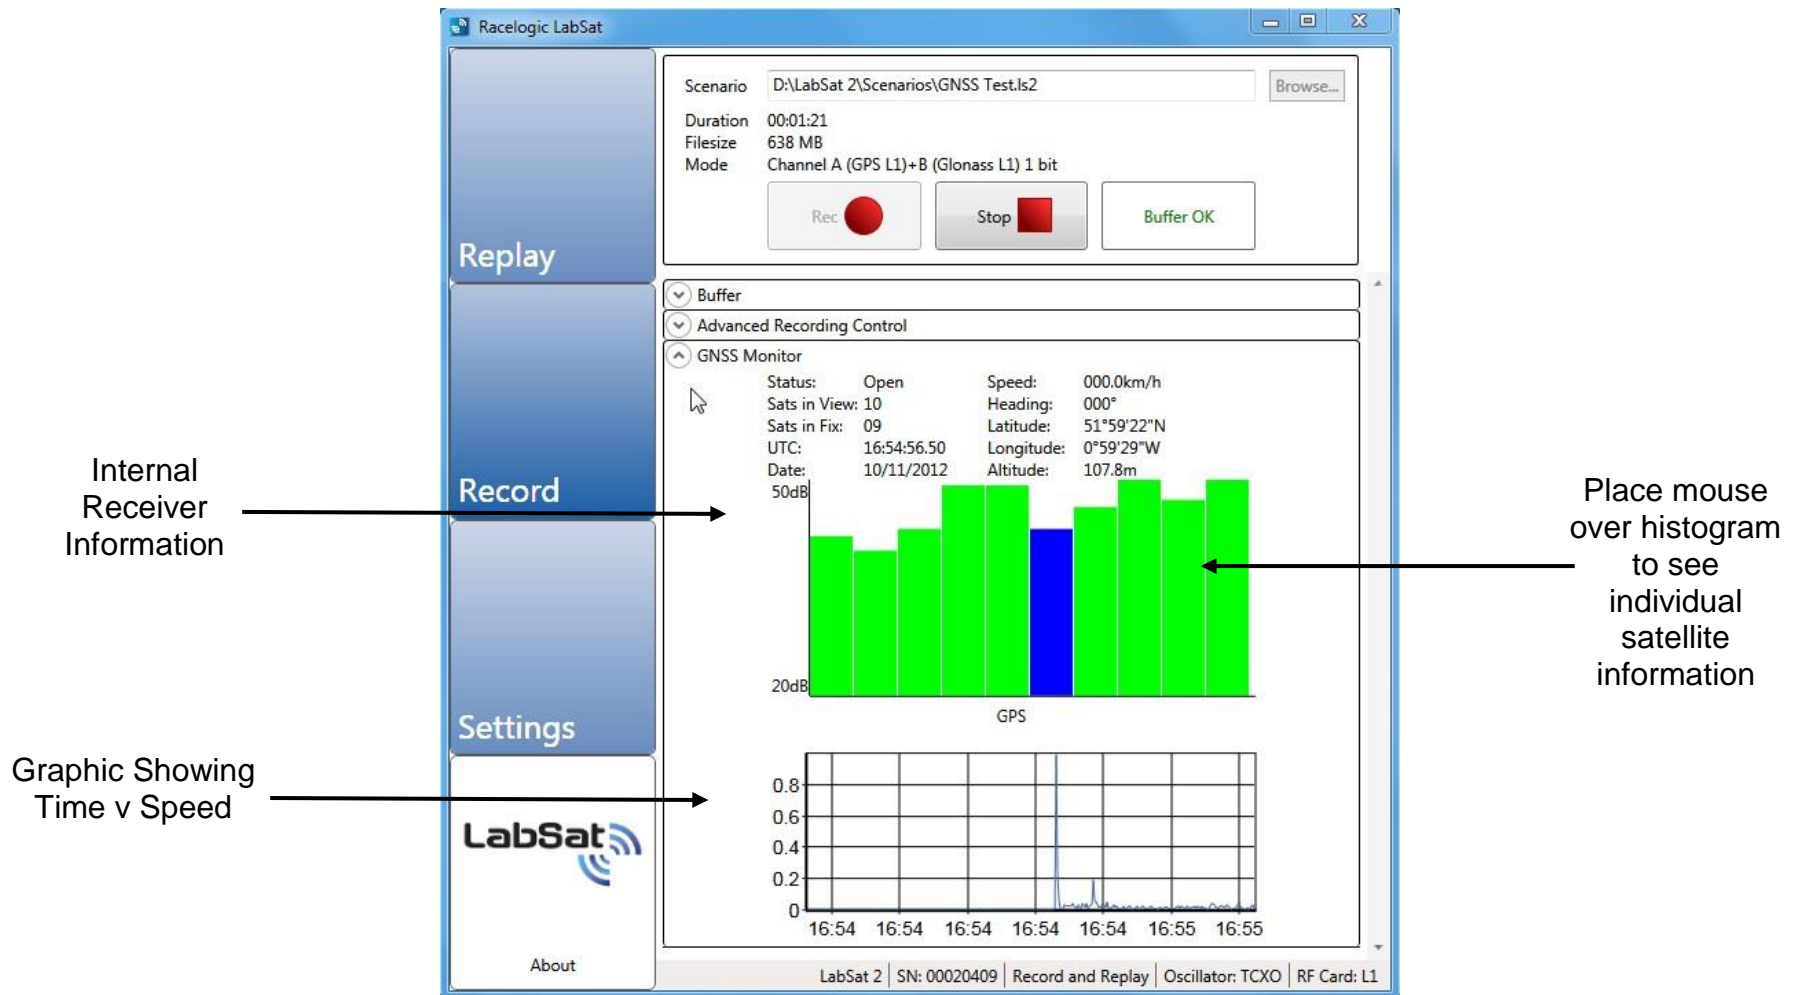 Racelogic LabSat
Scenario D:\LabSat 2\Scenarios\GNSS Test.ls2 Browse...
Duration 00:01:21
Filesize 638 MB
Mode Channel A (GPS L1)+B (Glonass L1) 1 bit
Rec Stop Buffer OK
Replay
Record
Settings
LabSat
About
Buffer
Advanced Recording Control
GNSS Monitor
Status: Open Speed: 000.0km/h
Sats in View: 10 Heading: 000°
Sats in Fix: 09 Latitude: 51°59'22"N
UTC: 16:54:56.50 Longitude: 0°59'29"W
Date: 10/11/2012 Altitude: 107.8m
50dB
20dB
GPS
0.8
0.6
0.4
0.2
0
16:54 16:54 16:54 16:54 16:54 16:55 16:55
LabSat 2 SN: 00020409 Record and Replay Oscillator: TCXO RF Card: L1
Internal
Receiver
Information
Graphic Showing
Time v Speed
Place mouse
over histogram
to see
individual
satellite
information